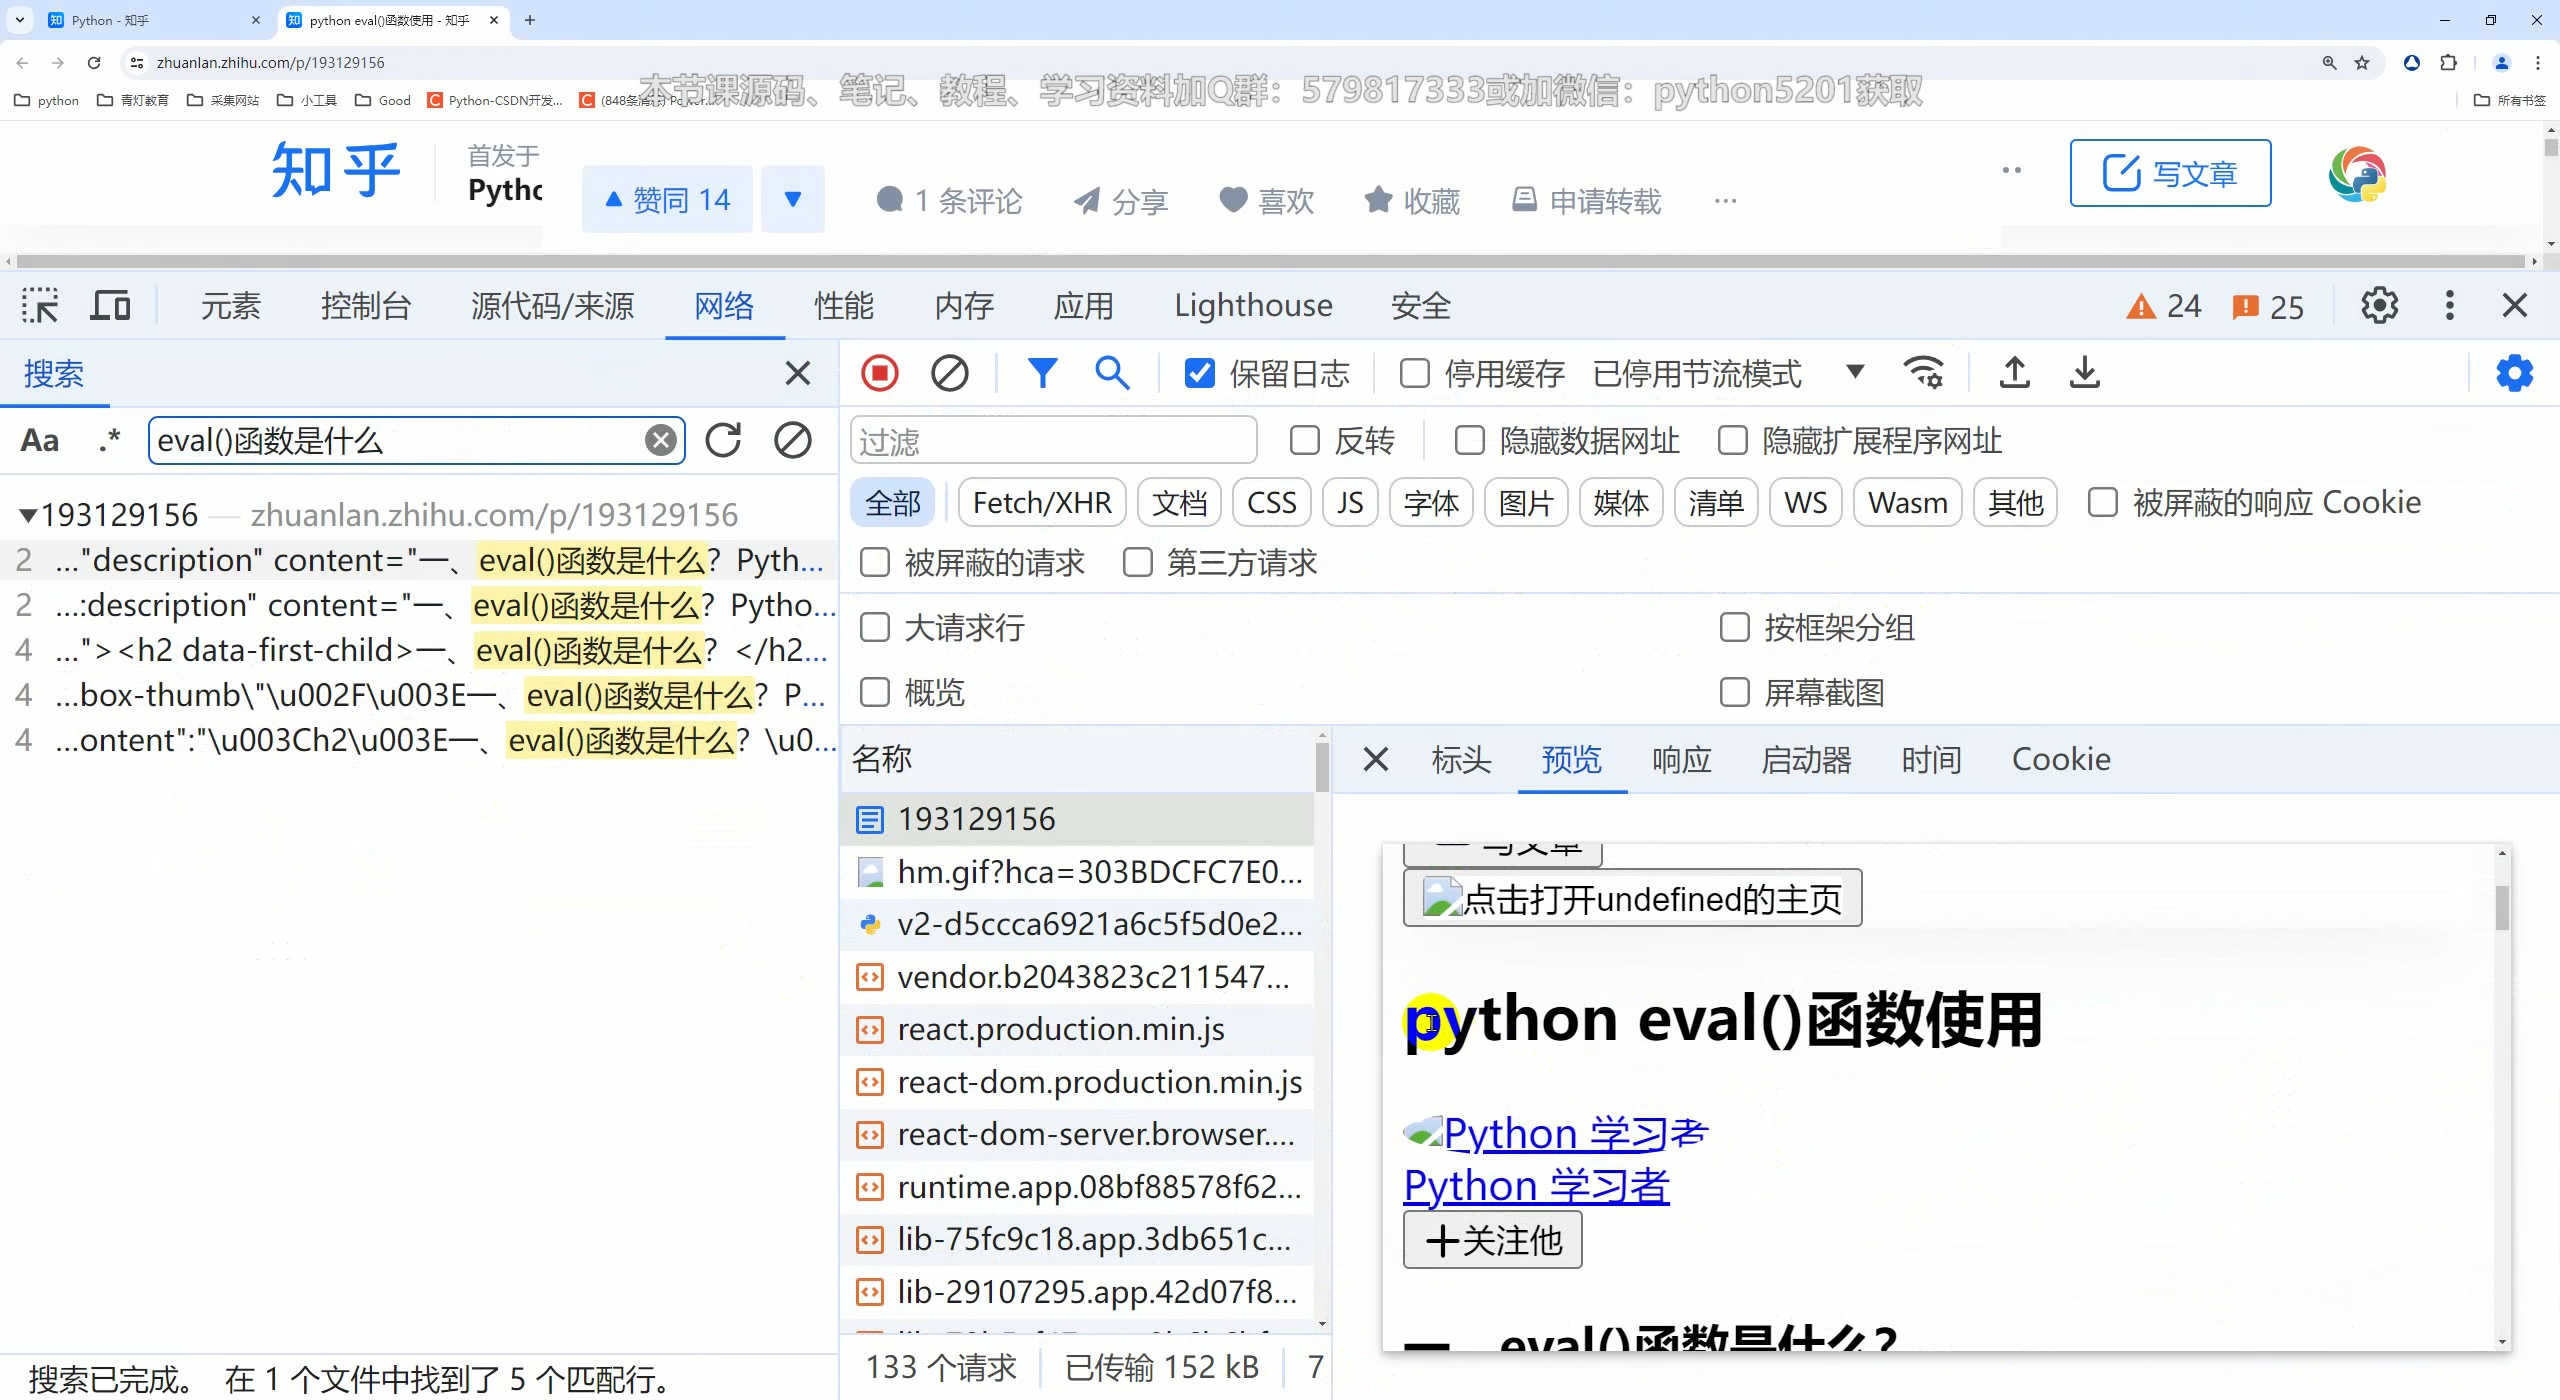 Python - 知乎
python eval()函数使用 - 知乎
zhuanlan.zhihu.com/p/193129156
本节课源码、笔记、教程、学习资料加Q群：579817333或加微信：python5201获取
python
青灯教育
采集网站
小工具
Good
Python-CSDN开发...
所有书签
知乎
首发于
赞同 14
1 条评论
分享
喜欢
收藏
申请转载
写文章
元素
控制台
源代码/来源
网络
性能
内存
应用
Lighthouse
安全
24
25
搜索
保留日志
停用缓存
已停用节流模式
Aa
.*
eval()函数是什么
过滤
反转
隐藏数据网址
隐藏扩展程序网址
全部
Fetch/XHR
文档
CSS
JS
字体
图片
媒体
清单
WS
Wasm
其他
被屏蔽的响应 Cookie
被屏蔽的请求
第三方请求
大请求行
按框架分组
概览
屏幕截图
193129156 — zhuanlan.zhihu.com/p/193129156
2 ..."description" content="一、eval()函数是什么？Pyth...
2 ...:description" content="一、eval()函数是什么？Pytho...
4 ..."><h2 data-first-child>一、eval()函数是什么？</h2...
4 ...box-thumb\"\u002F\u003E一、eval()函数是什么？P...
4 ...ontent":"\u003Ch2\u003E一、eval()函数是什么？\u0...
搜索已完成。 在 1 个文件中找到了 5 个匹配行。
名称
193129156
hm.gif?hca=303BDCFC7E0...
v2-d5ccca6921a6c5f5d0e2...
vendor.b2043823c211547...
react.production.min.js
react-dom.production.min.js
react-dom-server.browser....
runtime.app.08bf88578f62...
lib-75fc9c18.app.3db651c...
lib-29107295.app.42d07f8...
133 个请求
已传输 152 kB
7
标头
预览
响应
启动器
时间
Cookie
写文章
点击打开undefined的主页
python eval()函数使用
Python 学习者
Python 学习者
关注他
一、eval()函数是什么?